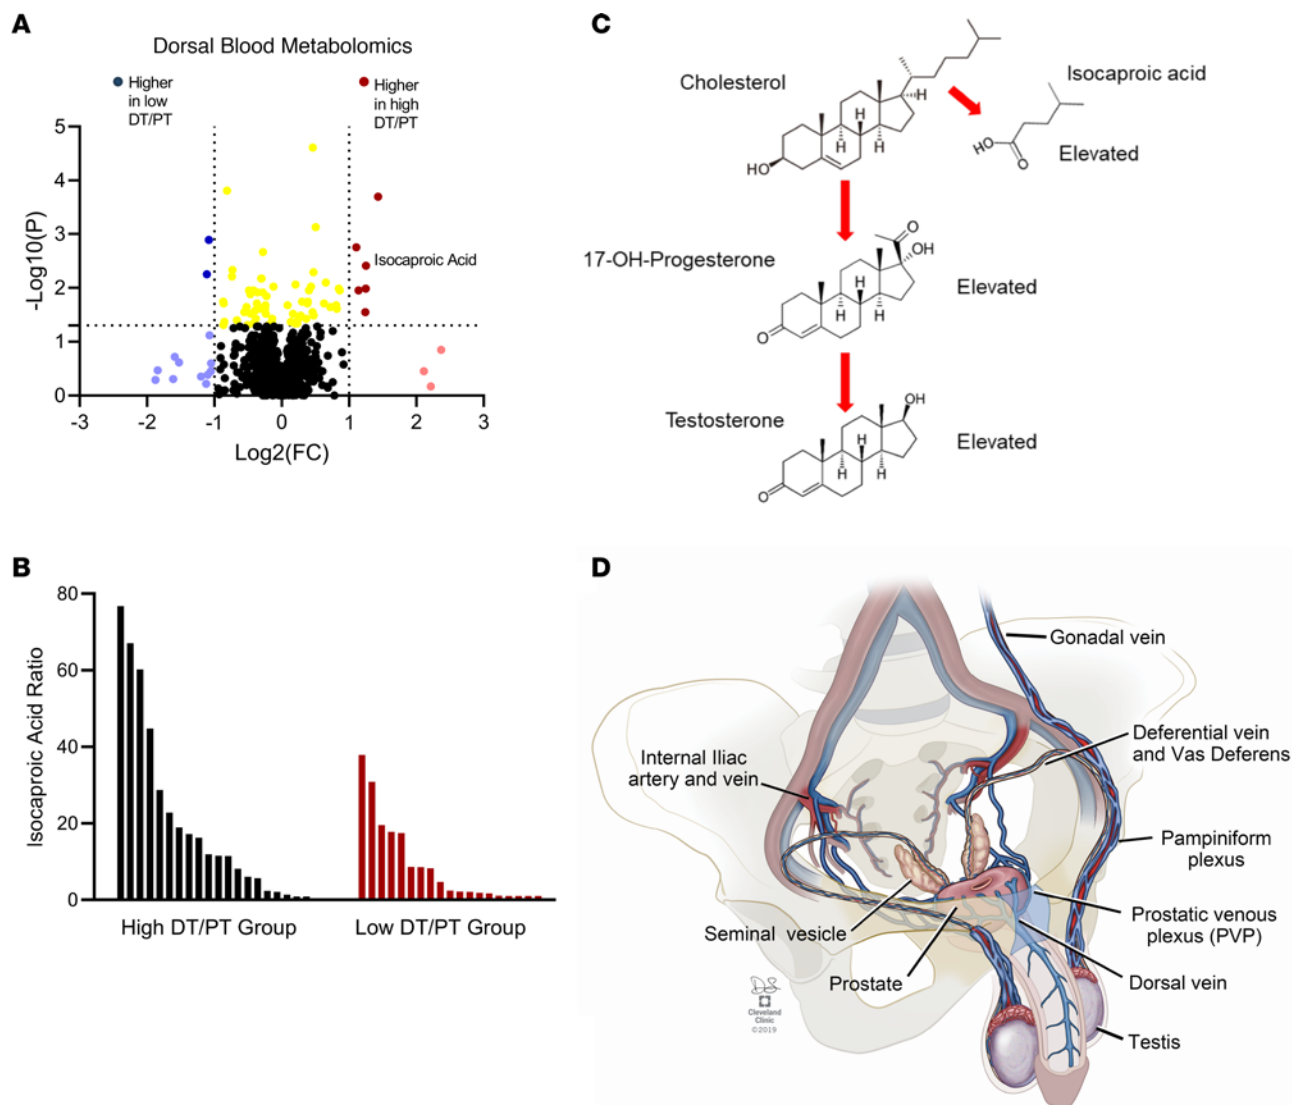 A
Dorsal Blood Metabolomics
Higher
in low
DT/PT
Higher
in high
DT/PT
5
4
3
2
1
0
-Log10(P)
Isocaproic Acid
-3
-2
-1
0
1
2
3
Log2(FC)
C
Cholesterol
H
H
H
H
HO
Isocaproic acid
HO
O
Elevated
17-OH-Progesterone
O
OH
H
H
H
O
Elevated
Testosterone
OH
H
H
H
O
Elevated
B
80
60
40
20
0
Isocaproic Acid Ratio
High DT/PT Group
Low DT/PT Group
D
Gonadal vein
Deferential vein
and Vas Deferens
Internal Iliac
artery and vein
Pampiniform
plexus
Seminal vesicle
Prostatic venous
plexus (PVP)
Prostate
Dorsal vein
Testis
Cleveland
Clinic
©2019